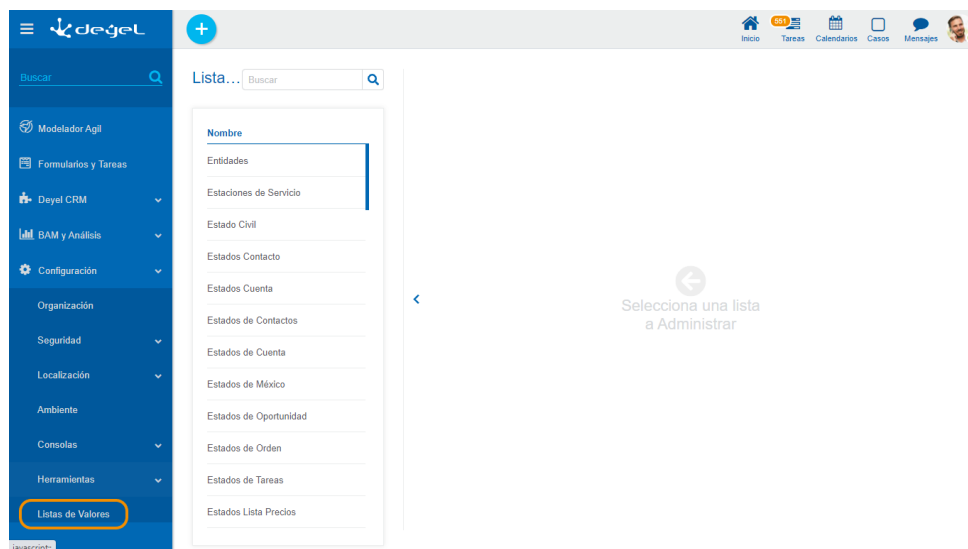 deyel
+
551
Inicio
Tareas
Calendarios
Casos
Mensajes
Buscar
Modelador Agil
Formularios y Tareas
Deyel CRM
BAM y Análisis
Configuración
Organización
Seguridad
Localización
Ambiente
Consolas
Herramientas
Listas de Valores
javascript:
Lista...
Buscar
Nombre
Entidades
Estaciones de Servicio
Estado Civil
Estados Contacto
Estados Cuenta
Estados de Contactos
Estados de Cuenta
Estados de México
Estados de Oportunidad
Estados de Orden
Estados de Tareas
Estados Lista Precios
Selecciona una lista
a Administrar